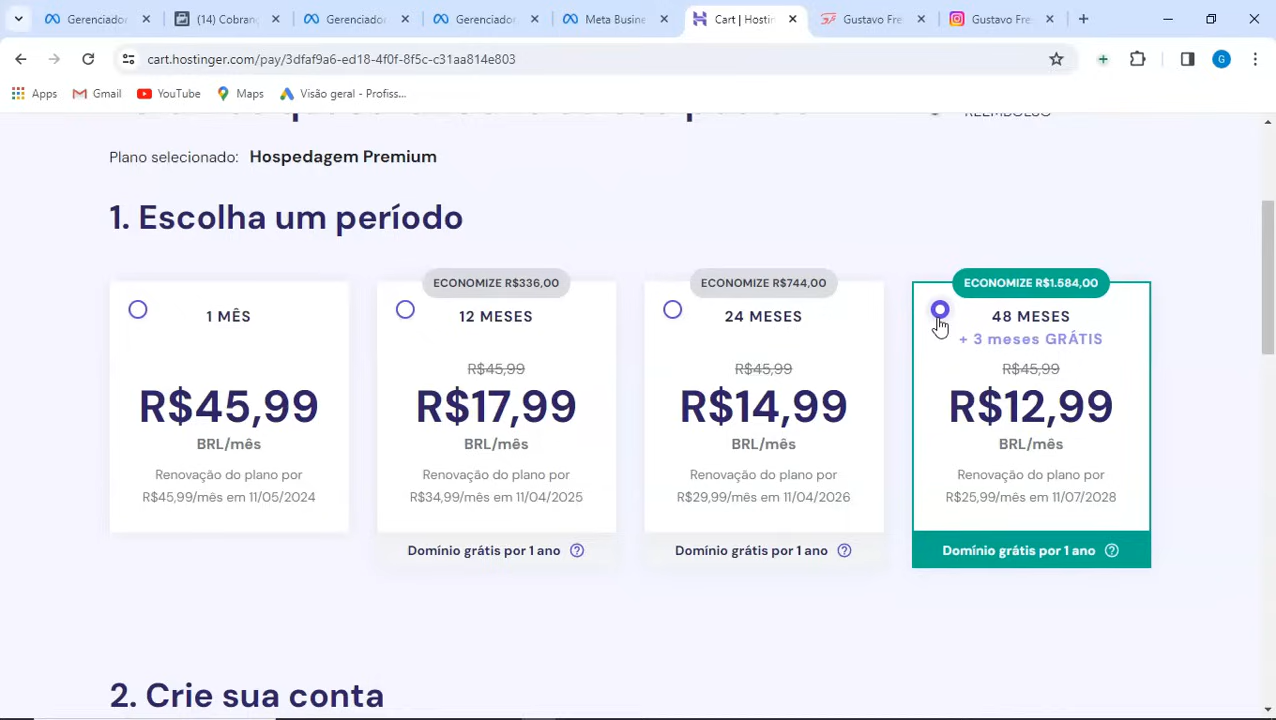 Gerenciador
(14) Cobran
Gerenciador
Gerenciador
Meta Busine
Cart | Hostin
Gustavo Fre
Gustavo Fre
cart.hostinger.com/pay/3dfaf9a6-ed18-4f0f-8f5c-c31aa814e803
G
Apps
Gmail
YouTube
Maps
Visão geral - Profiss...
REEMBOLSO
Plano selecionado: Hospedagem Premium
1. Escolha um período
1 MÊS
R$45,99
BRL/mês
Renovação do plano por
R$45,99/mês em 11/05/2024
ECONOMIZE R$336,00
12 MESES
R$45,99
R$17,99
BRL/mês
Renovação do plano por
R$34,99/mês em 11/04/2025
Domínio grátis por 1 ano
ECONOMIZE R$744,00
24 MESES
R$45,99
R$14,99
BRL/mês
Renovação do plano por
R$29,99/mês em 11/04/2026
Domínio grátis por 1 ano
ECONOMIZE R$1.584,00
48 MESES
+ 3 meses GRÁTIS
R$45,99
R$12,99
BRL/mês
Renovação do plano por
R$25,99/mês em 11/07/2028
Domínio grátis por 1 ano
2. Crie sua conta